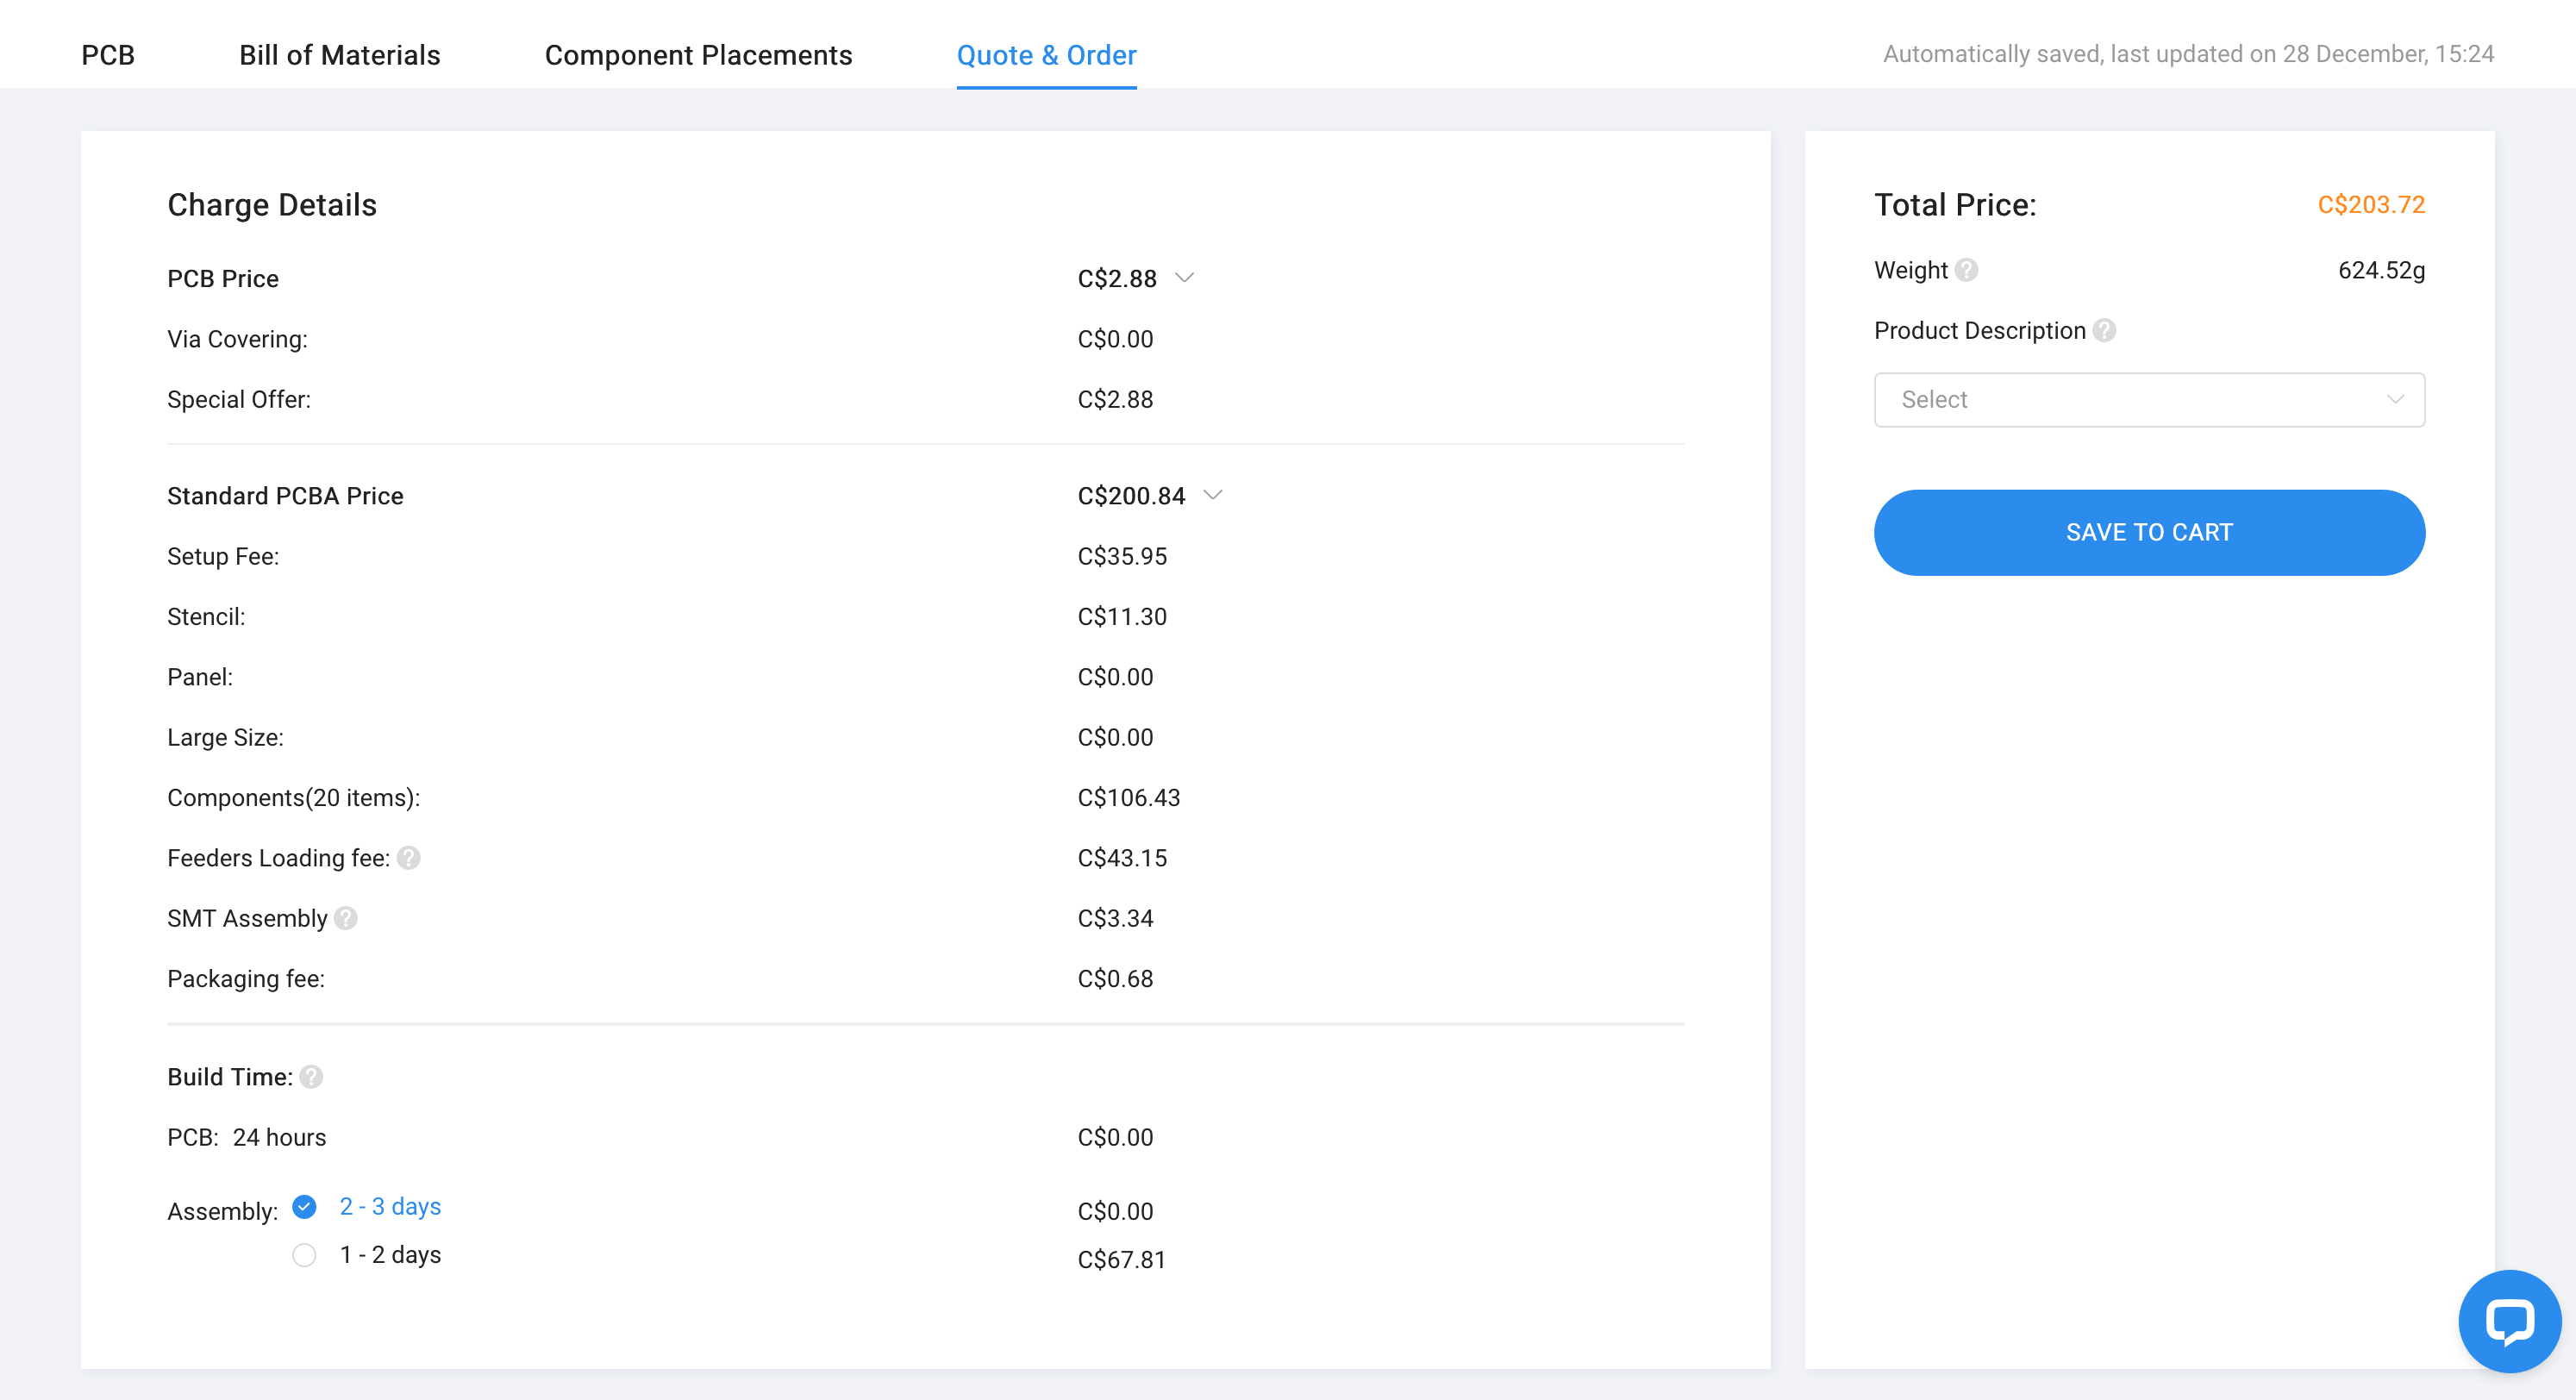 PCB Bill of Materials Component Placements Quote & Order Automatically saved, last updated on 28 December, 15:24
Charge Details
PCB Price C$2.88
Via Covering: C$0.00
Special Offer: C$2.88
Standard PCBA Price C$200.84
Setup Fee: C$35.95
Stencil: C$11.30
Panel: C$0.00
Large Size: C$0.00
Components(20 items): C$106.43
Feeders Loading fee: ? C$43.15
SMT Assembly ? C$3.34
Packaging fee: C$0.68
Build Time: ?
PCB: 24 hours C$0.00
Assembly: 2 - 3 days C$0.00
1 - 2 days C$67.81
Total Price: C$203.72
Weight ? 624.52g
Product Description ?
Select
SAVE TO CART